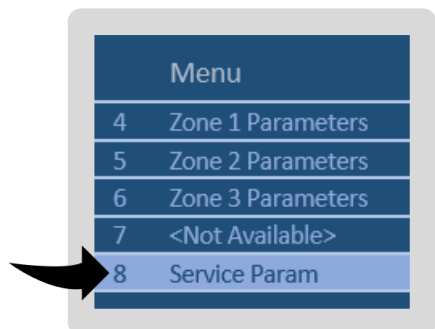 Menu
4 Zone 1 Parameters
5 Zone 2 Parameters
6 Zone 3 Parameters
7 <Not Available>
8 Service Param